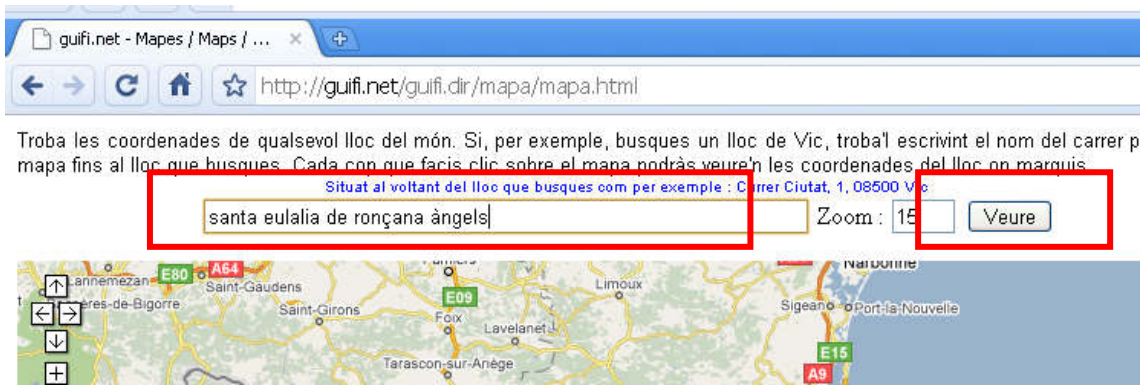 guifi.net - Mapes / Maps / ...
http://guifi.net/guifi.dir/mapa/mapa.html
Troba les coordenades de qualsevol lloc del món. Si, per exemple, busques un lloc de Vic, troba'l escrivint el nom del carrer p
mapa fins al lloc que busques. Cada cop que facis clic sobre el mapa podràs veure'n les coordenades del lloc on marquis
Situat al voltant del lloc que busques com per exemple : Carrer Ciutat, 1, 08500 Vic
santa eulalia de ronçana àngels Zoom : 15 Veure
Lannemezan E80 A64 Saint-Gaudens Limoux Narbonne
Saint-Girons E09 Foix Sigean Port-la-Nouvelle
Lavelanet
E15
Tarascon-sur-Ariège A9